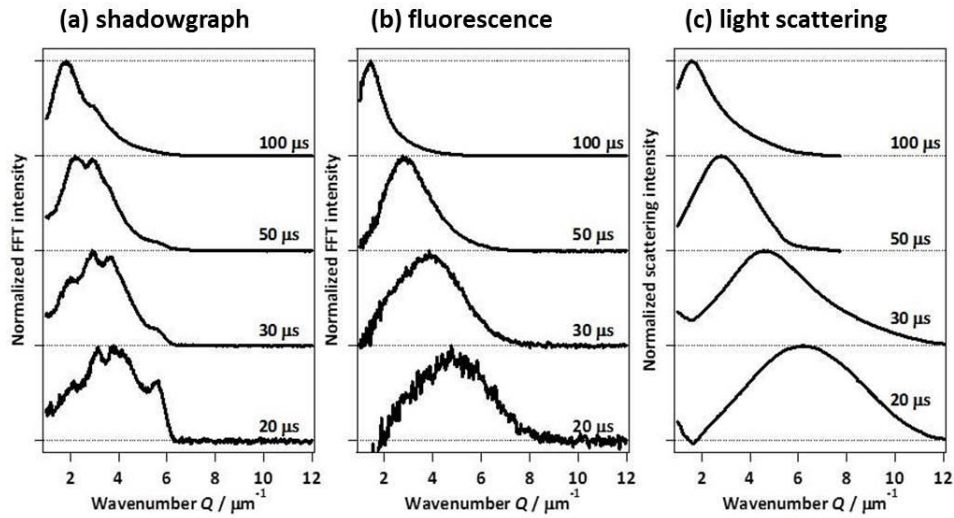 (a) shadowgraph
(b) fluorescence
(c) light scattering
Normalized FFT intensity
100 μs
50 μs
30 μs
20 μs
2 4 6 8 10 12
Wavenumber Q / μm⁻¹
Normalized FFT intensity
100 μs
50 μs
30 μs
20 μs
2 4 6 8 10 12
Wavenumber Q / μm⁻¹
Normalized scattering intensity
100 μs
50 μs
30 μs
20 μs
2 4 6 8 10 12
Wavenumber Q / μm⁻¹